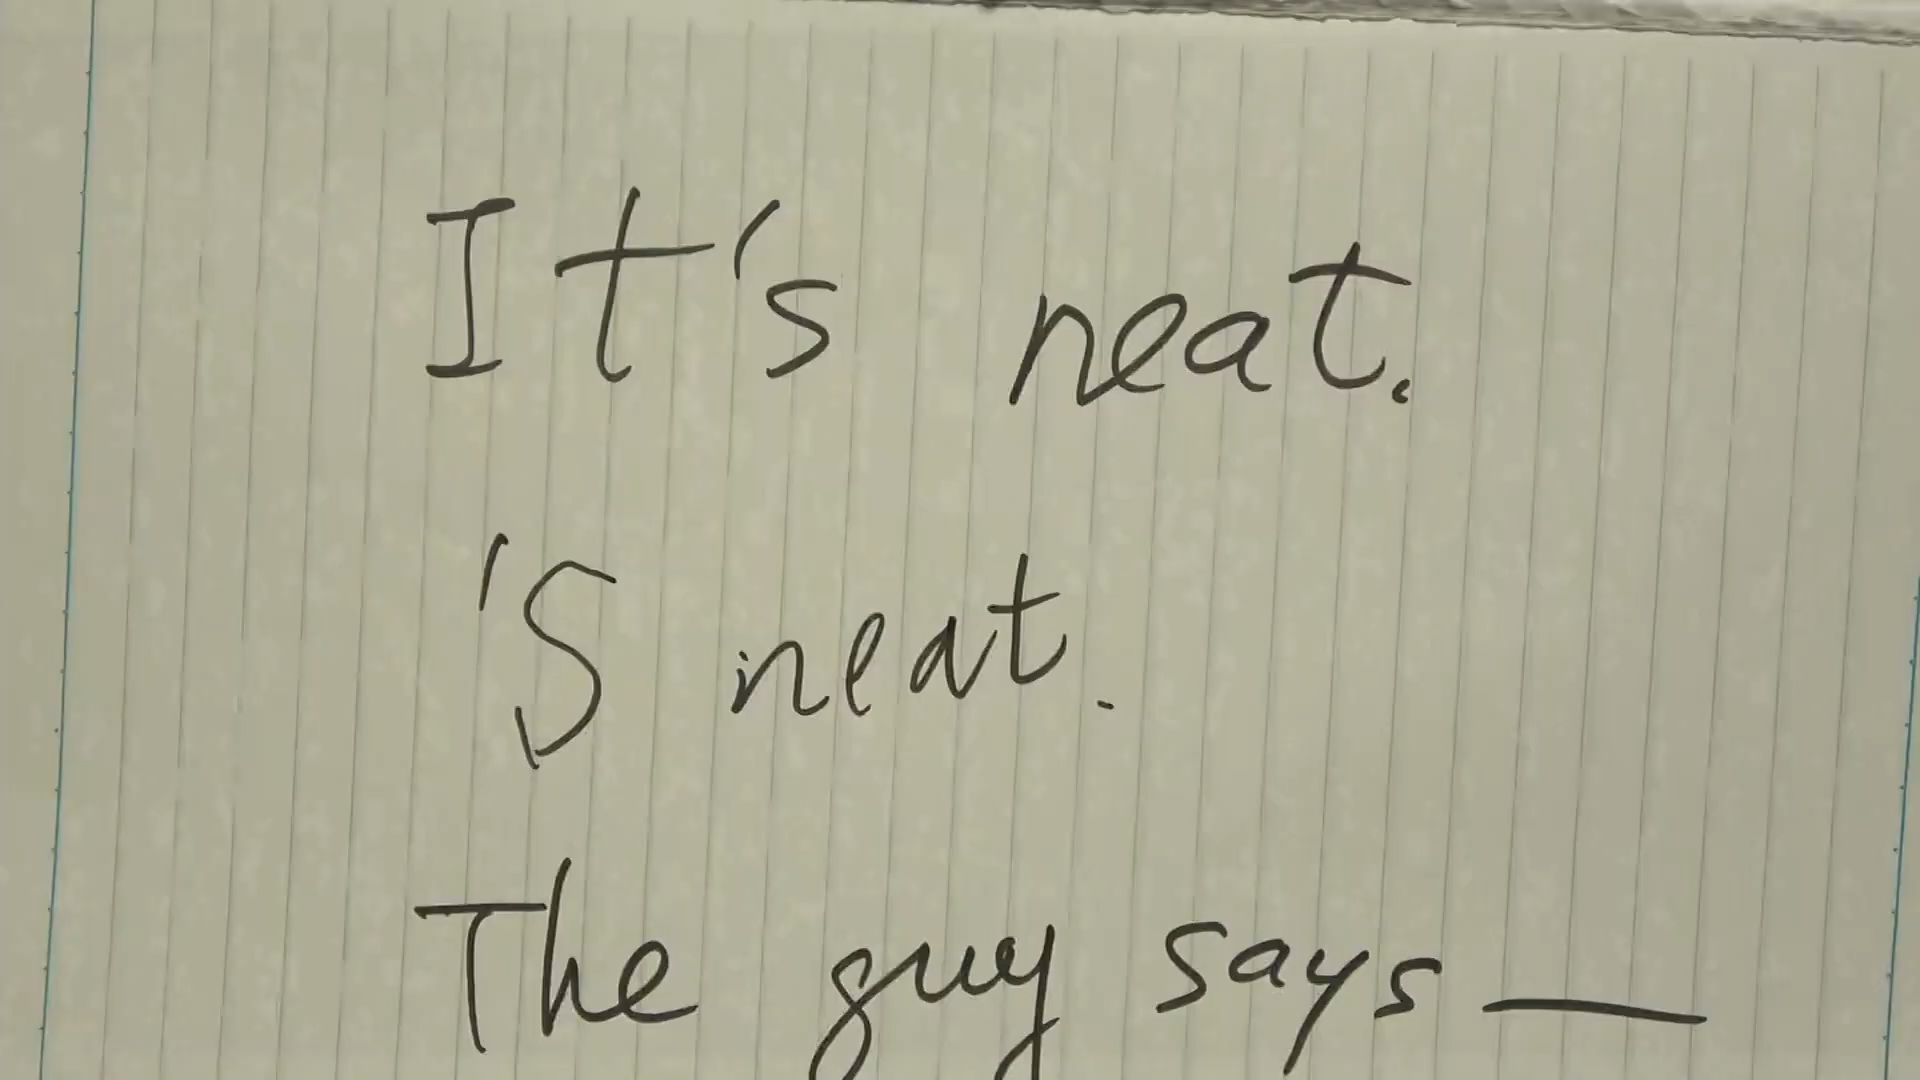 It's neat.
'S neat.
The guy says—